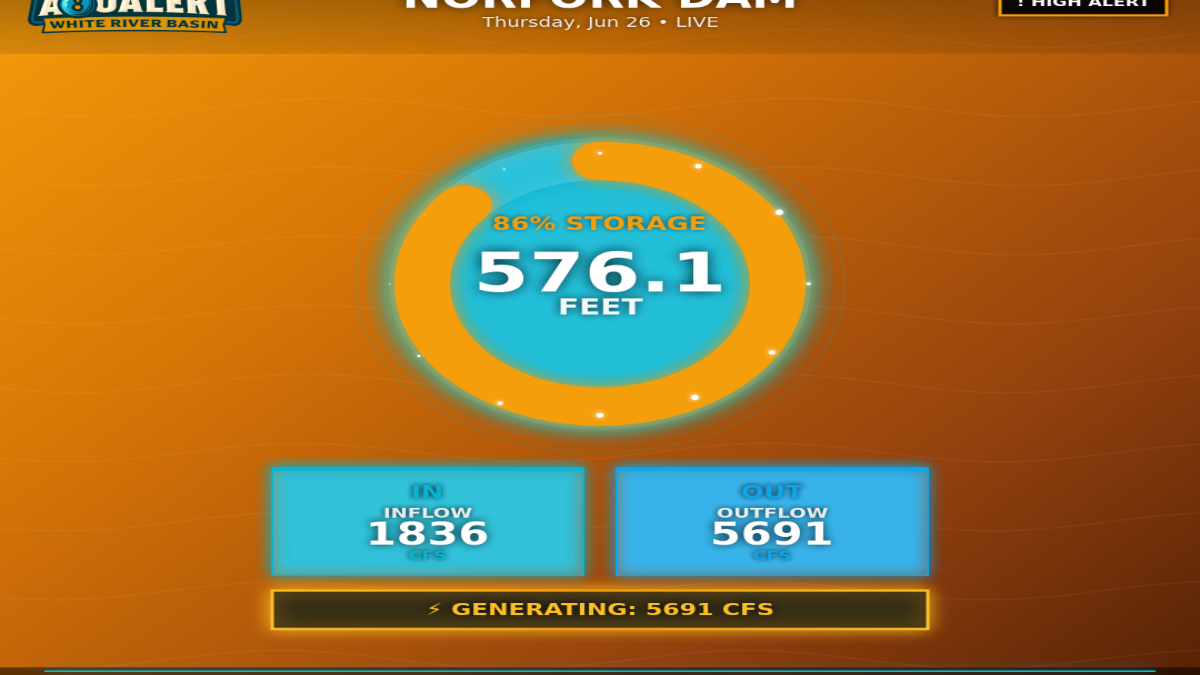 AQUALERT
WHITE RIVER BASIN
NORFORK DAM
Thursday, Jun 26 • LIVE
! HIGH ALERT
86% STORAGE
576.1
FEET
IN
INFLOW
1836
CFS
OUT
OUTFLOW
5691
CFS
⚡ GENERATING: 5691 CFS